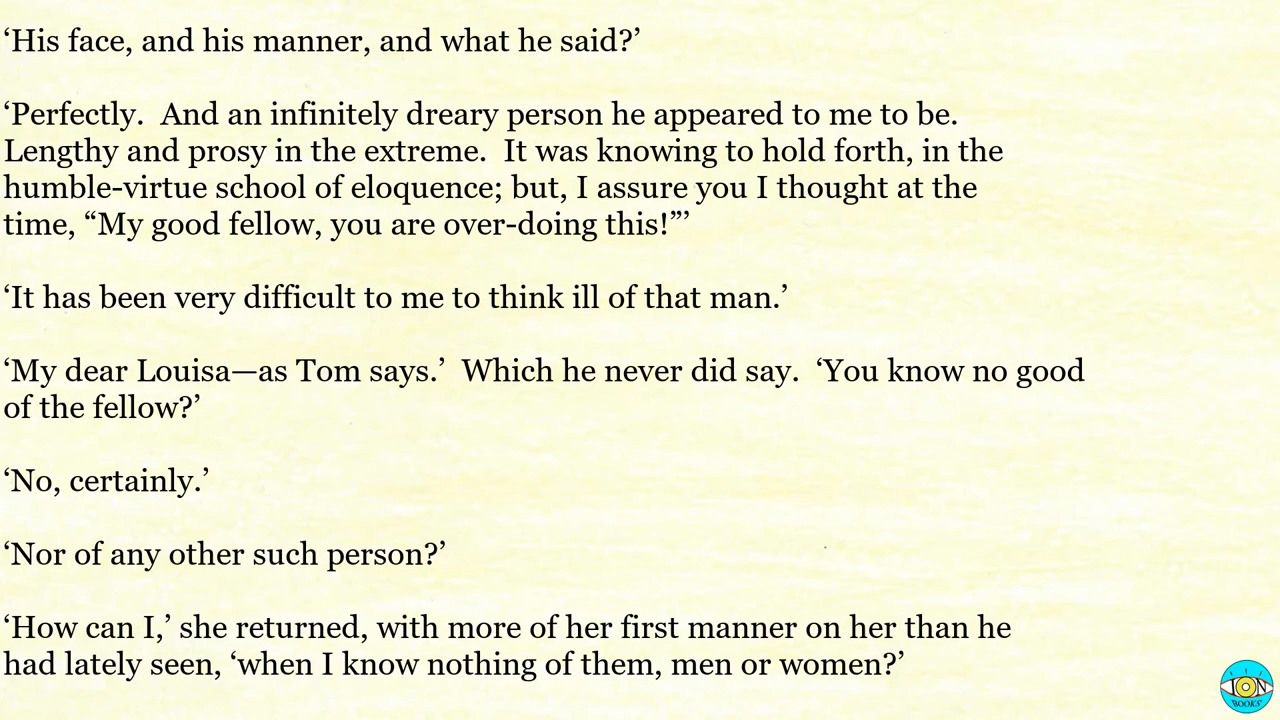 ‘His face, and his manner, and what he said?’
‘Perfectly.  And an infinitely dreary person he appeared to me to be.
Lengthy and prosy in the extreme.  It was knowing to hold forth, in the
humble-virtue school of eloquence; but, I assure you I thought at the
time, “My good fellow, you are over-doing this!”’
‘It has been very difficult to me to think ill of that man.’
‘My dear Louisa—as Tom says.’  Which he never did say.  ‘You know no good
of the fellow?’
‘No, certainly.’
‘Nor of any other such person?’
‘How can I,’ she returned, with more of her first manner on her than he
had lately seen, ‘when I know nothing of them, men or women?’
ION
BOOKS